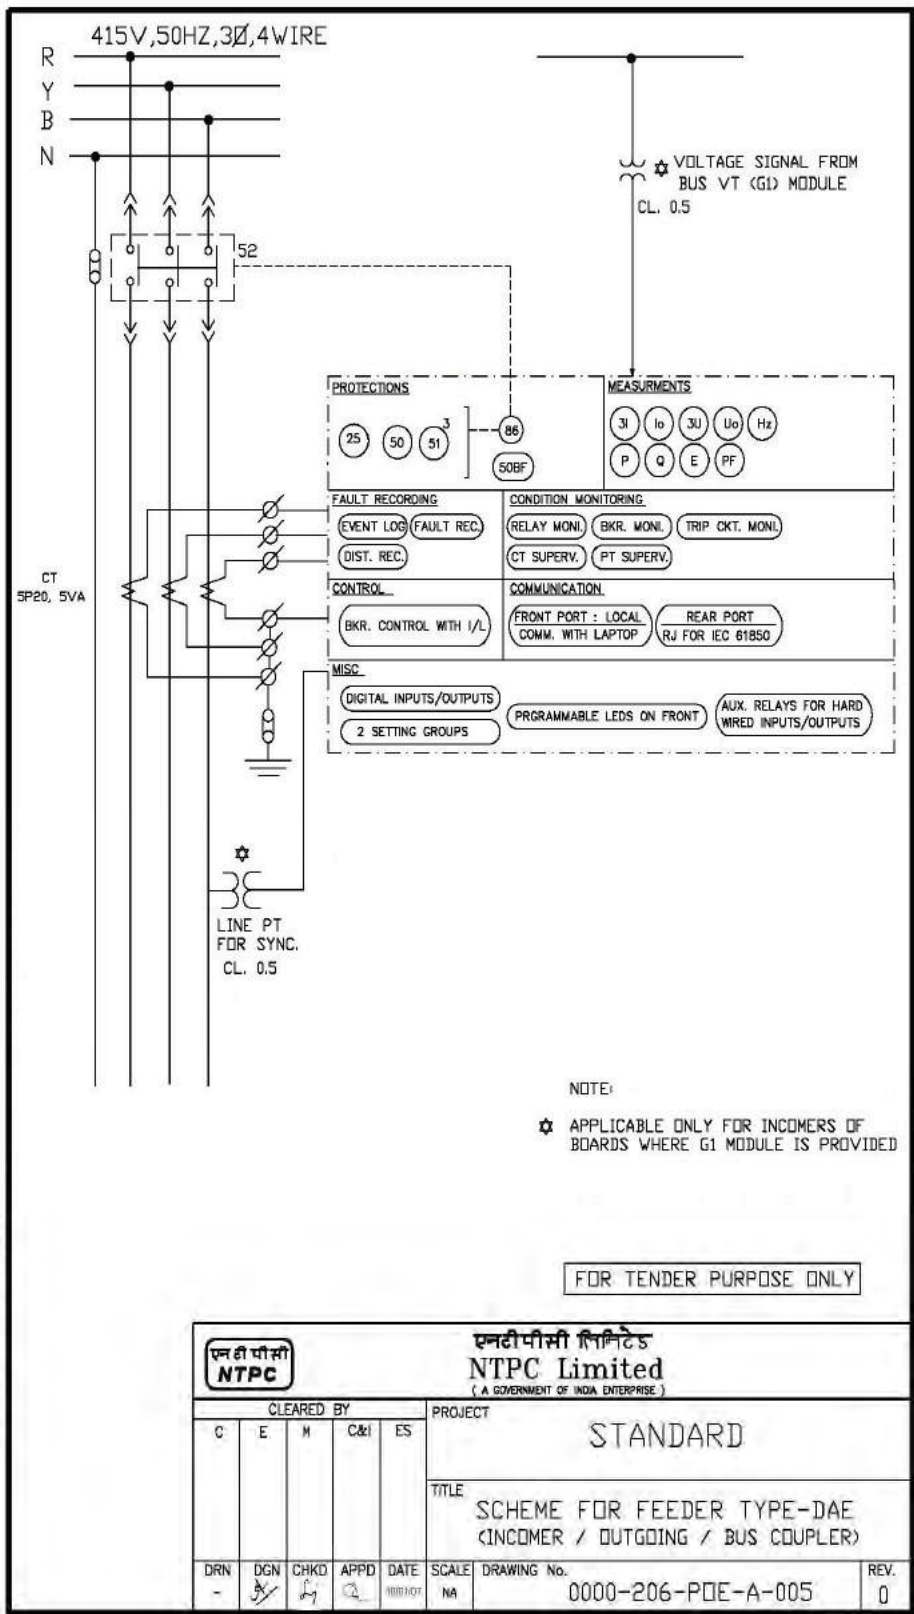 415V,50HZ,3Ø,4WIRE
R
Y
B
N
VOLTAGE SIGNAL FROM
BUS VT (G1) MODULE
CL. 0.5
52
PROTECTIONS
25
50
51
3
86
50BF
MEASURMENTS
3I
Io
3U
Uo
Hz
P
Q
E
PF
FAULT RECORDING
EVENT LOG
FAULT REC.
DIST. REC.
CONDITION MONITORING
RELAY MONI.
BKR. MONI.
TRIP CKT. MONI.
CT SUPERV.
PT SUPERV.
CT
5P20, 5VA
CONTROL
BKR. CONTROL WITH I/L
COMMUNICATION
FRONT PORT : LOCAL
COMM. WITH LAPTOP
REAR PORT
RJ FOR IEC 61850
MISC
DIGITAL INPUTS/OUTPUTS
2 SETTING GROUPS
PRGRAMMABLE LEDS ON FRONT
AUX. RELAYS FOR HARD
WIRED INPUTS/OUTPUTS
LINE PT
FOR SYNC.
CL. 0.5
NOTE:
APPLICABLE ONLY FOR INCOMERS OF
BOARDS WHERE G1 MODULE IS PROVIDED
FOR TENDER PURPOSE ONLY
एनटीपीसी
NTPC
एनटीपीसी लिमिटेड
NTPC Limited
( A GOVERNMENT OF INDIA ENTERPRISE )
CLEARED BY
C E M C&I ES
PROJECT
STANDARD
TITLE
SCHEME FOR FEEDER TYPE-DAE
(INCOMER / OUTGOING / BUS COUPLER)
DRN DGN CHKD APPD DATE SCALE DRAWING No. REV.
- NA 0000-206-POE-A-005 0